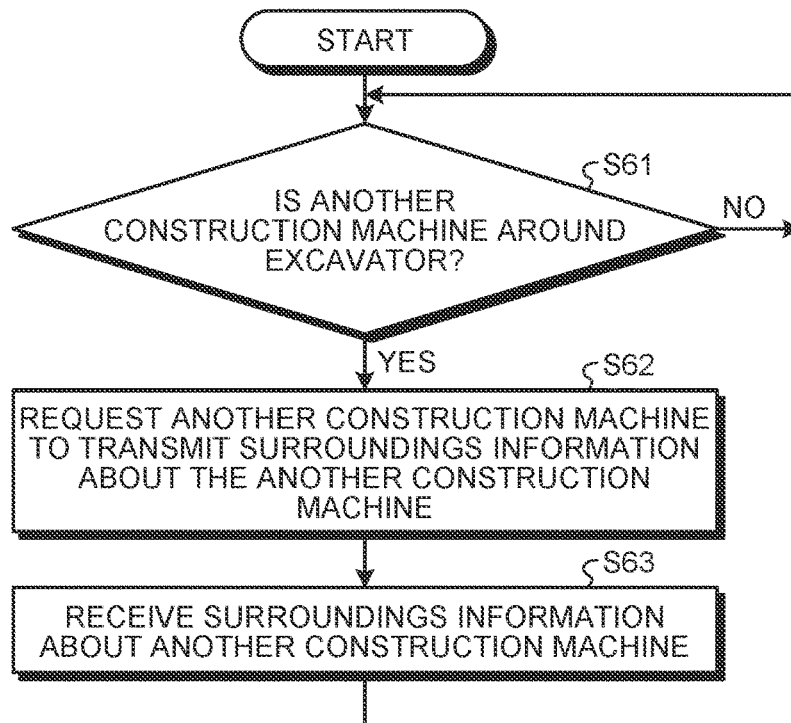 START
S61
IS ANOTHER
CONSTRUCTION MACHINE AROUND
EXCAVATOR?
NO
YES
S62
REQUEST ANOTHER CONSTRUCTION MACHINE
TO TRANSMIT SURROUNDINGS INFORMATION
ABOUT THE ANOTHER CONSTRUCTION
MACHINE
S63
RECEIVE SURROUNDINGS INFORMATION
ABOUT ANOTHER CONSTRUCTION MACHINE